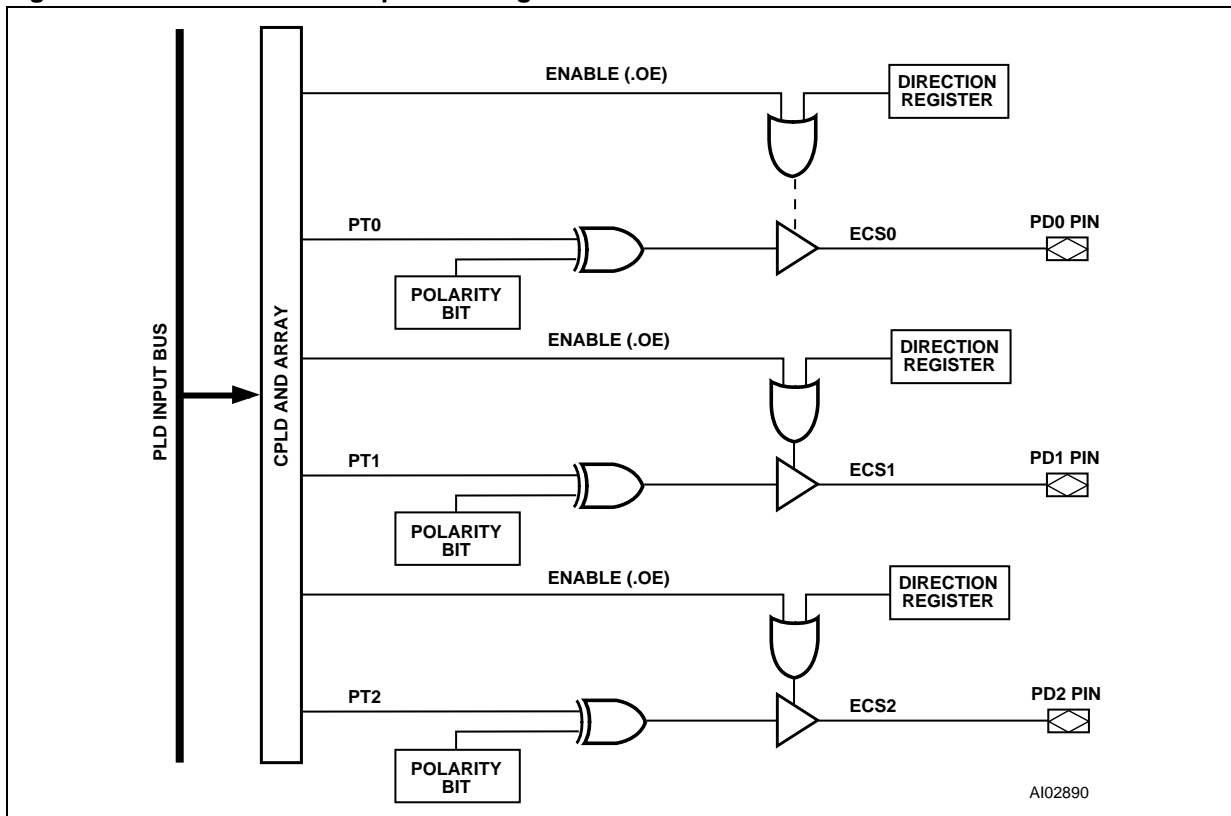 ENABLE (.OE)
DIRECTION
REGISTER
PT0
ECS0
PD0 PIN
POLARITY
BIT
ENABLE (.OE)
DIRECTION
REGISTER
PLD INPUT BUS
CPLD AND ARRAY
PT1
ECS1
PD1 PIN
POLARITY
BIT
ENABLE (.OE)
DIRECTION
REGISTER
PT2
ECS2
PD2 PIN
POLARITY
BIT
AI02890